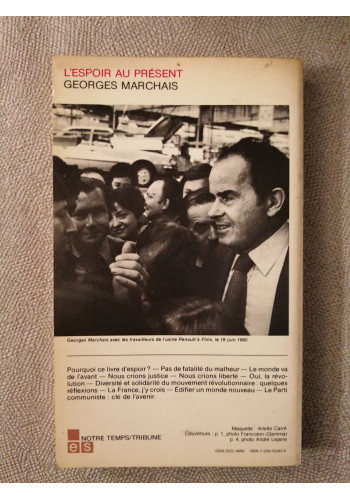 L'ESPOIR AU PRÉSENT
GEORGES MARCHAIS
Georges Marchais avec les travailleurs de l'usine Renault à Flins, le 18 juin 1980.
Pourquoi ce livre d'espoir? — Pas de fatalité du malheur — Le monde va
de l'avant — Nous crions justice — Nous crions liberté — Oui, la révo-
lution — Diversité et solidarité du mouvement révolutionnaire : quelques
réflexions — La France, j'y crois — Édifier un monde nouveau — Le Parti
communiste : clé de l'avenir.
Maquette : Arlette Carré
Couverture : p. 1, photo Francolon (Gamma)
p. 4, photo André Lejarre
NOTRE TEMPS/TRIBUNE
es
ISSN
ISBN